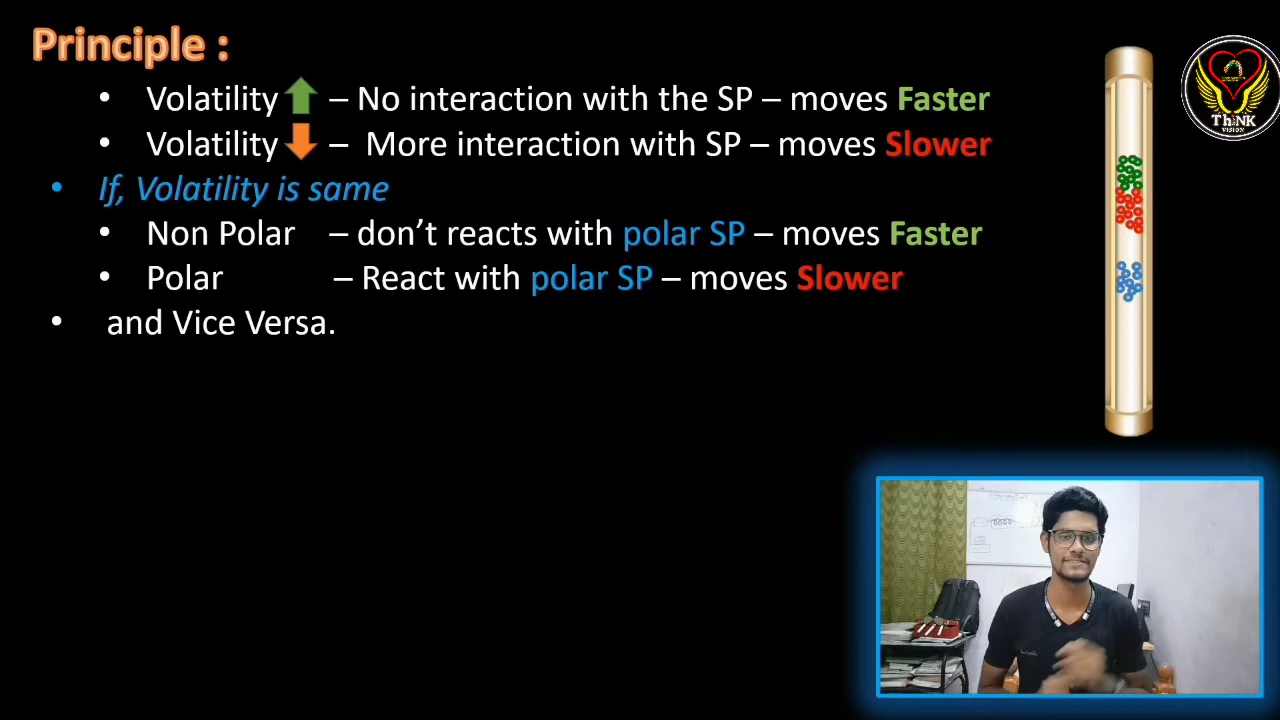 Principle :
• Volatility – No interaction with the SP – moves Faster
• Volatility – More interaction with SP – moves Slower
• If, Volatility is same
• Non Polar – don’t reacts with polar SP – moves Faster
• Polar – React with polar SP – moves Slower
• and Vice Versa.
ThiNK
VISION